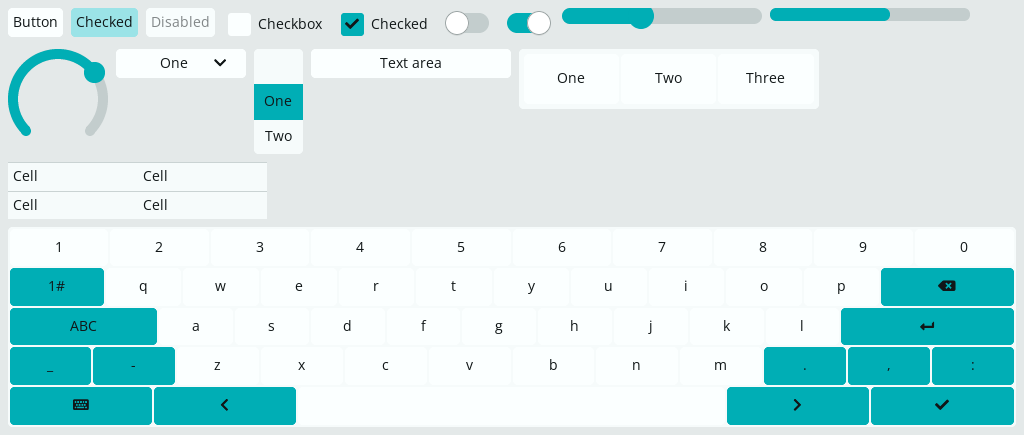 Button Checked Disabled Checkbox Checked
One
One
Two
Text area
One Two Three
Cell Cell
Cell Cell
1 2 3 4 5 6 7 8 9 0
1# q w e r t y u i o p
ABC a s d f g h j k l
_ - z x c v b n m . , :